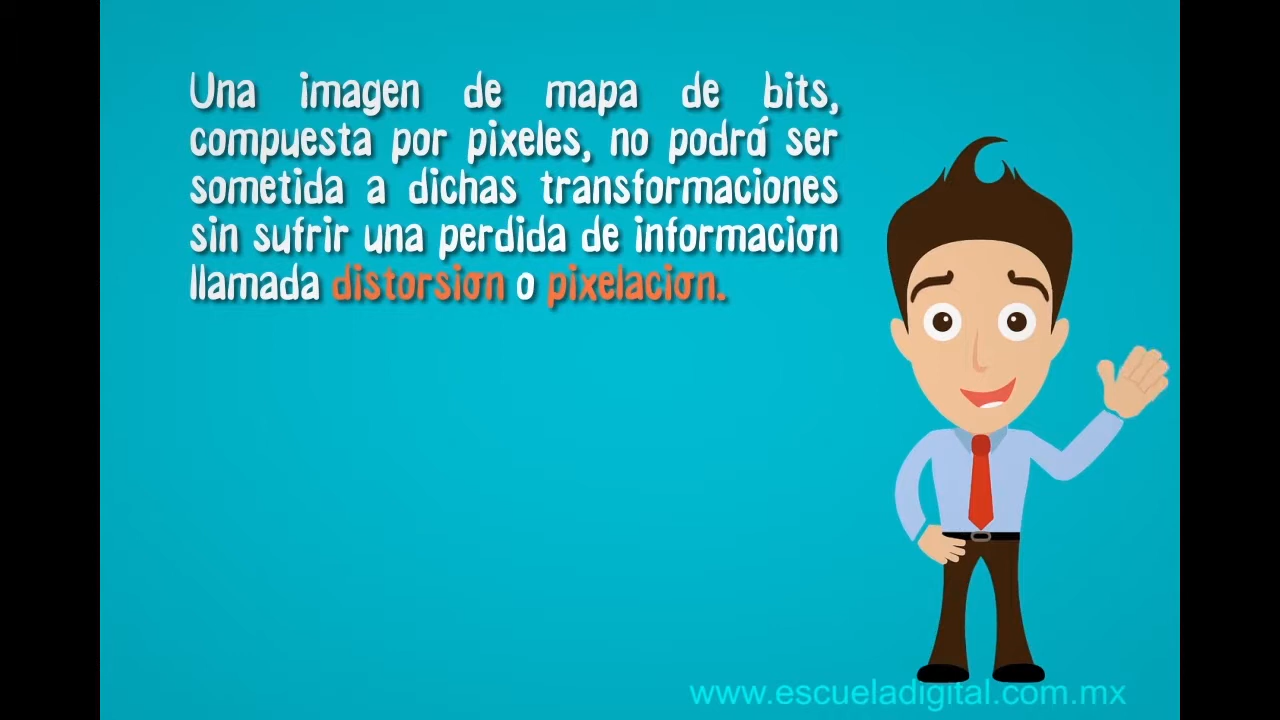 Una imagen de mapa de bits,
compuesta por pixeles, no podrá ser
sometida a dichas transformaciones
sin sufrir una perdida de informacion
llamada distorsion o pixelacion.
www.escueladigital.com.mx